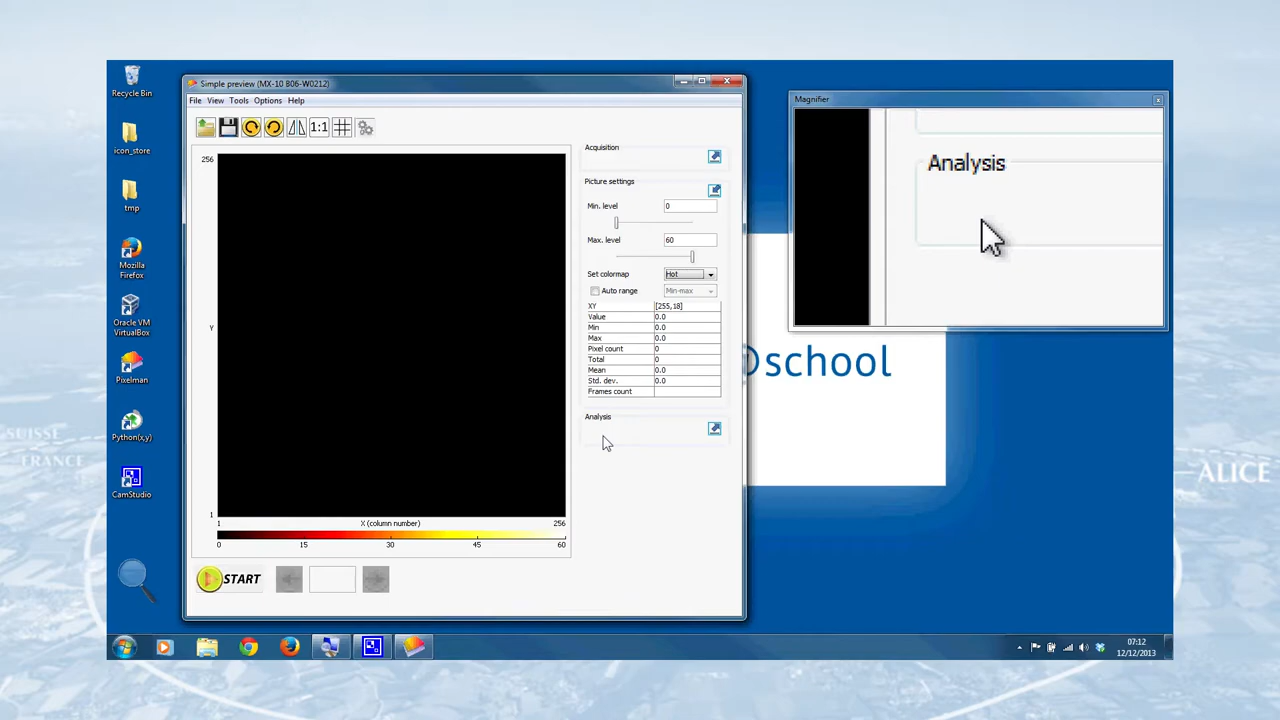 Recycle Bin
icon_store
tmp
Mozilla
Firefox
Oracle VM
VirtualBox
Pixelman
Python(x,y)
CamStudio
Simple preview (MX-10 B06-W0212)
File View Tools Options Help
1:1
256
Y
1
1 X (column number) 256
0 15 30 45 60
START
Acquisition
Picture settings
Min. level 0
Max. level 60
Set colormap Hot
Auto range Min-max
XY [255,18]
Value 0.0
Min 0.0
Max 0.0
Pixel count 0
Total 0
Mean 0.0
Std. dev. 0.0
Frames count
Analysis
Magnifier
Analysis
@school
SUISSE
FRANCE
ALICE
07:12
12/12/2013